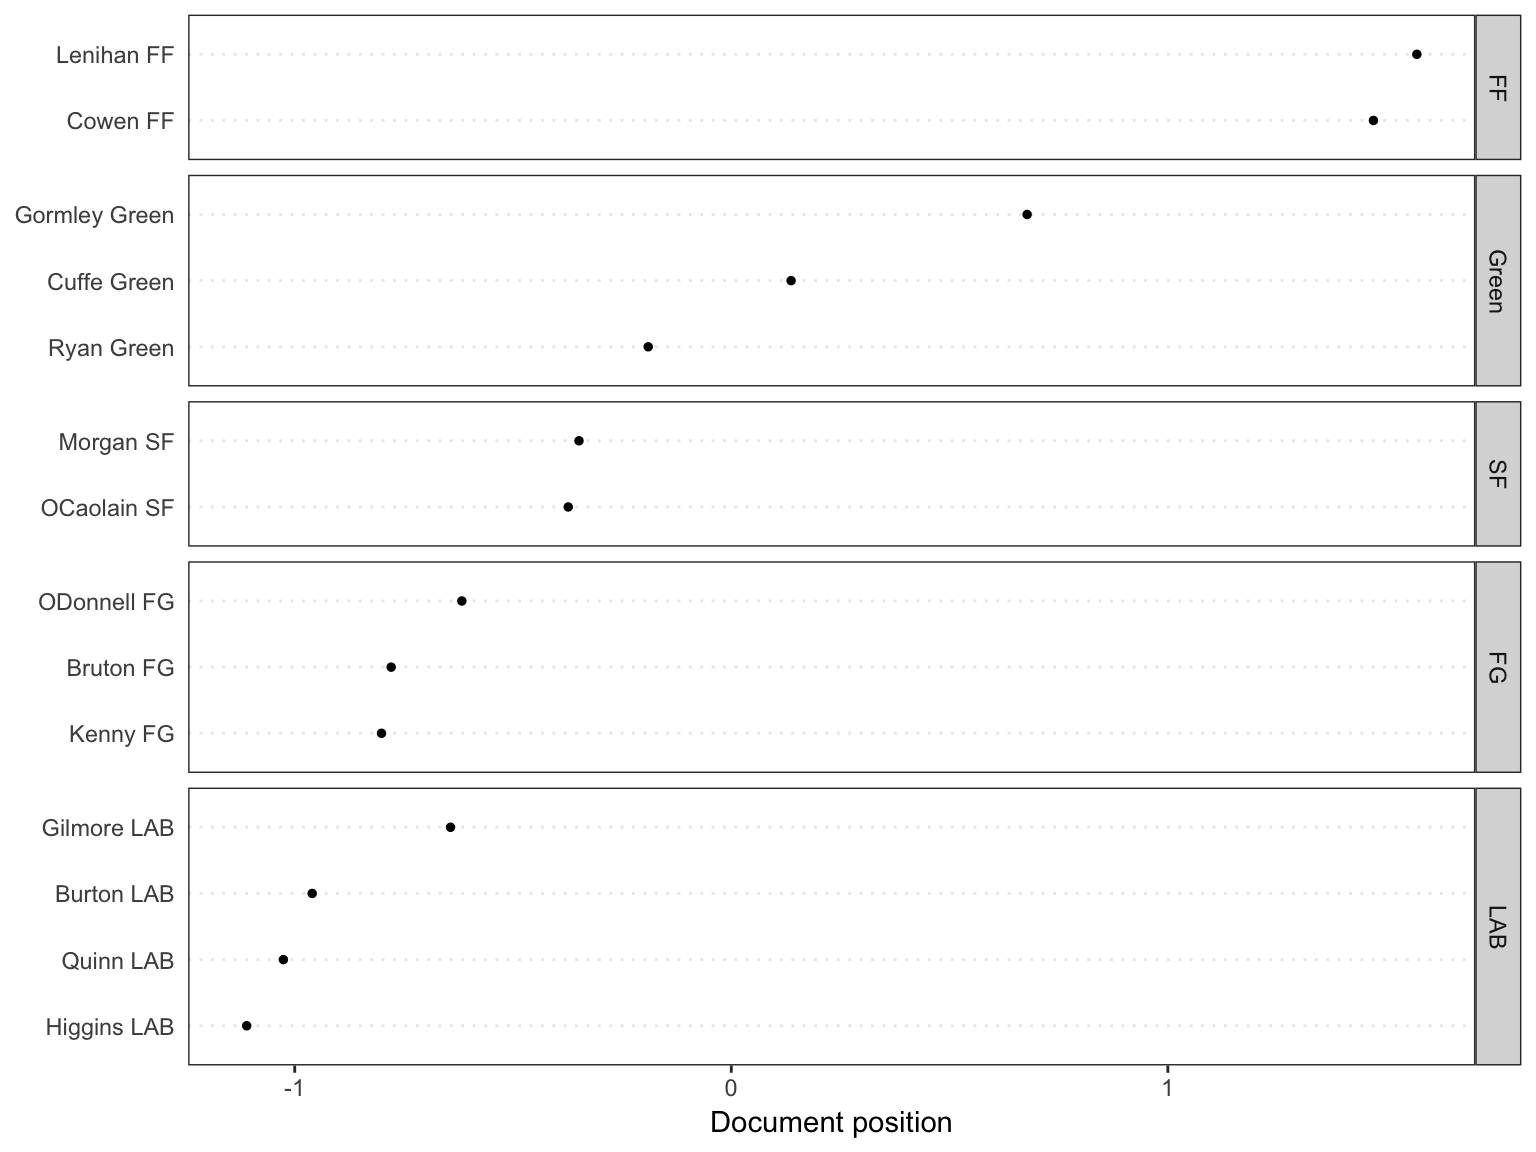 Lenihan FF
Cowen FF
FF
Gormley Green
Cuffe Green
Ryan Green
Green
Morgan SF
OCaolain SF
SF
ODonnell FG
Bruton FG
Kenny FG
FG
Gilmore LAB
Burton LAB
Quinn LAB
Higgins LAB
LAB
-1 0 1
Document position